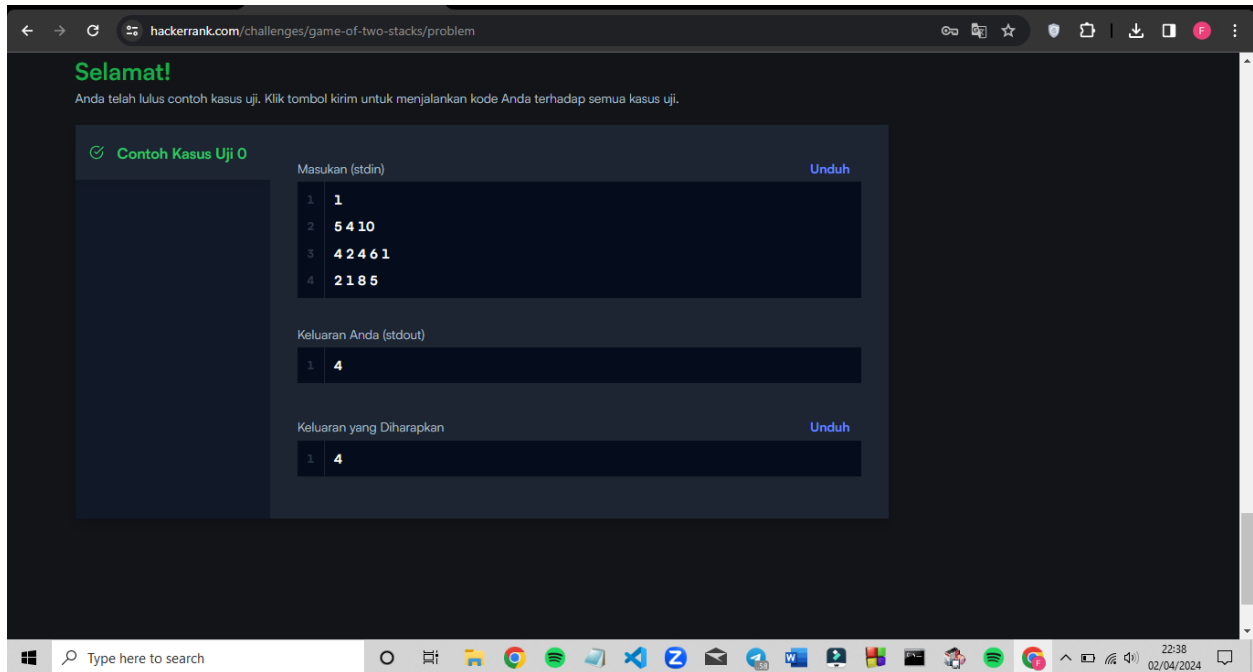 hackerrank.com/challenges/game-of-two-stacks/problem
F
Selamat!
Anda telah lulus contoh kasus uji. Klik tombol kirim untuk menjalankan kode Anda terhadap semua kasus uji.
Contoh Kasus Uji 0
Masukan (stdin)
Unduh
1 1
2 5 4 10
3 4 2 4 6 1
4 2 1 8 5
Keluaran Anda (stdout)
1 4
Keluaran yang Diharapkan
Unduh
1 4
Type here to search
22:38
02/04/2024